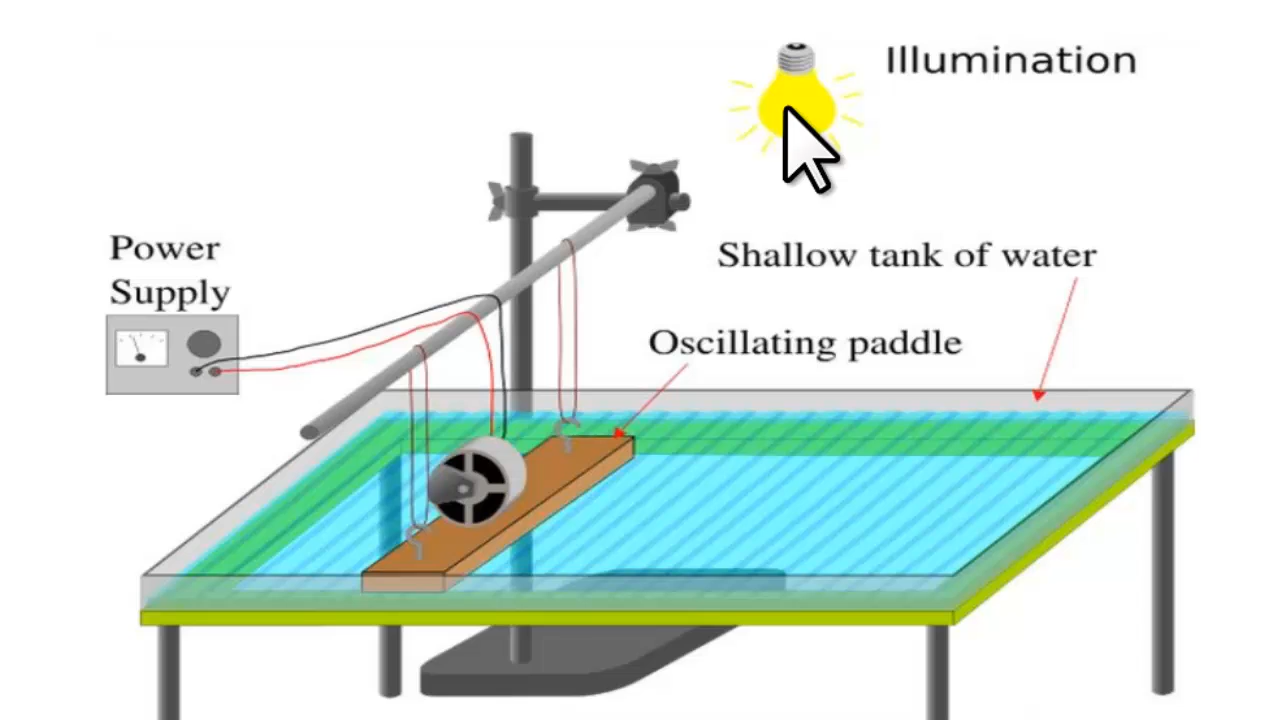 Illumination
Power
Supply
Shallow tank of water
Oscillating paddle